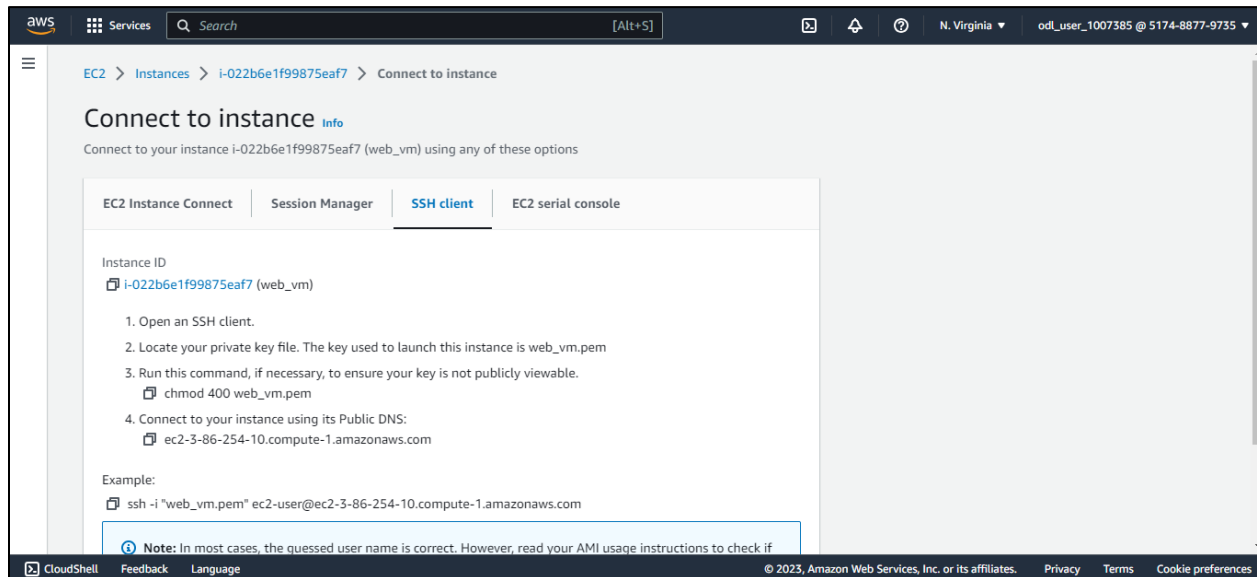 aws Services Search [Alt+S] N. Virginia ▼ odl_user_1007385 @ 5174-8877-9735 ▼
EC2 > Instances > i-022b6e1f99875eaf7 > Connect to instance
Connect to instance Info
Connect to your instance i-022b6e1f99875eaf7 (web_vm) using any of these options
EC2 Instance Connect Session Manager SSH client EC2 serial console
Instance ID
i-022b6e1f99875eaf7 (web_vm)
1. Open an SSH client.
2. Locate your private key file. The key used to launch this instance is web_vm.pem
3. Run this command, if necessary, to ensure your key is not publicly viewable.
chmod 400 web_vm.pem
4. Connect to your instance using its Public DNS:
ec2-3-86-254-10.compute-1.amazonaws.com
Example:
ssh -i "web_vm.pem" ec2-user@ec2-3-86-254-10.compute-1.amazonaws.com
Note: In most cases, the guessed user name is correct. However, read your AMI usage instructions to check if
CloudShell Feedback Language © 2023, Amazon Web Services, Inc. or its affiliates. Privacy Terms Cookie preferences